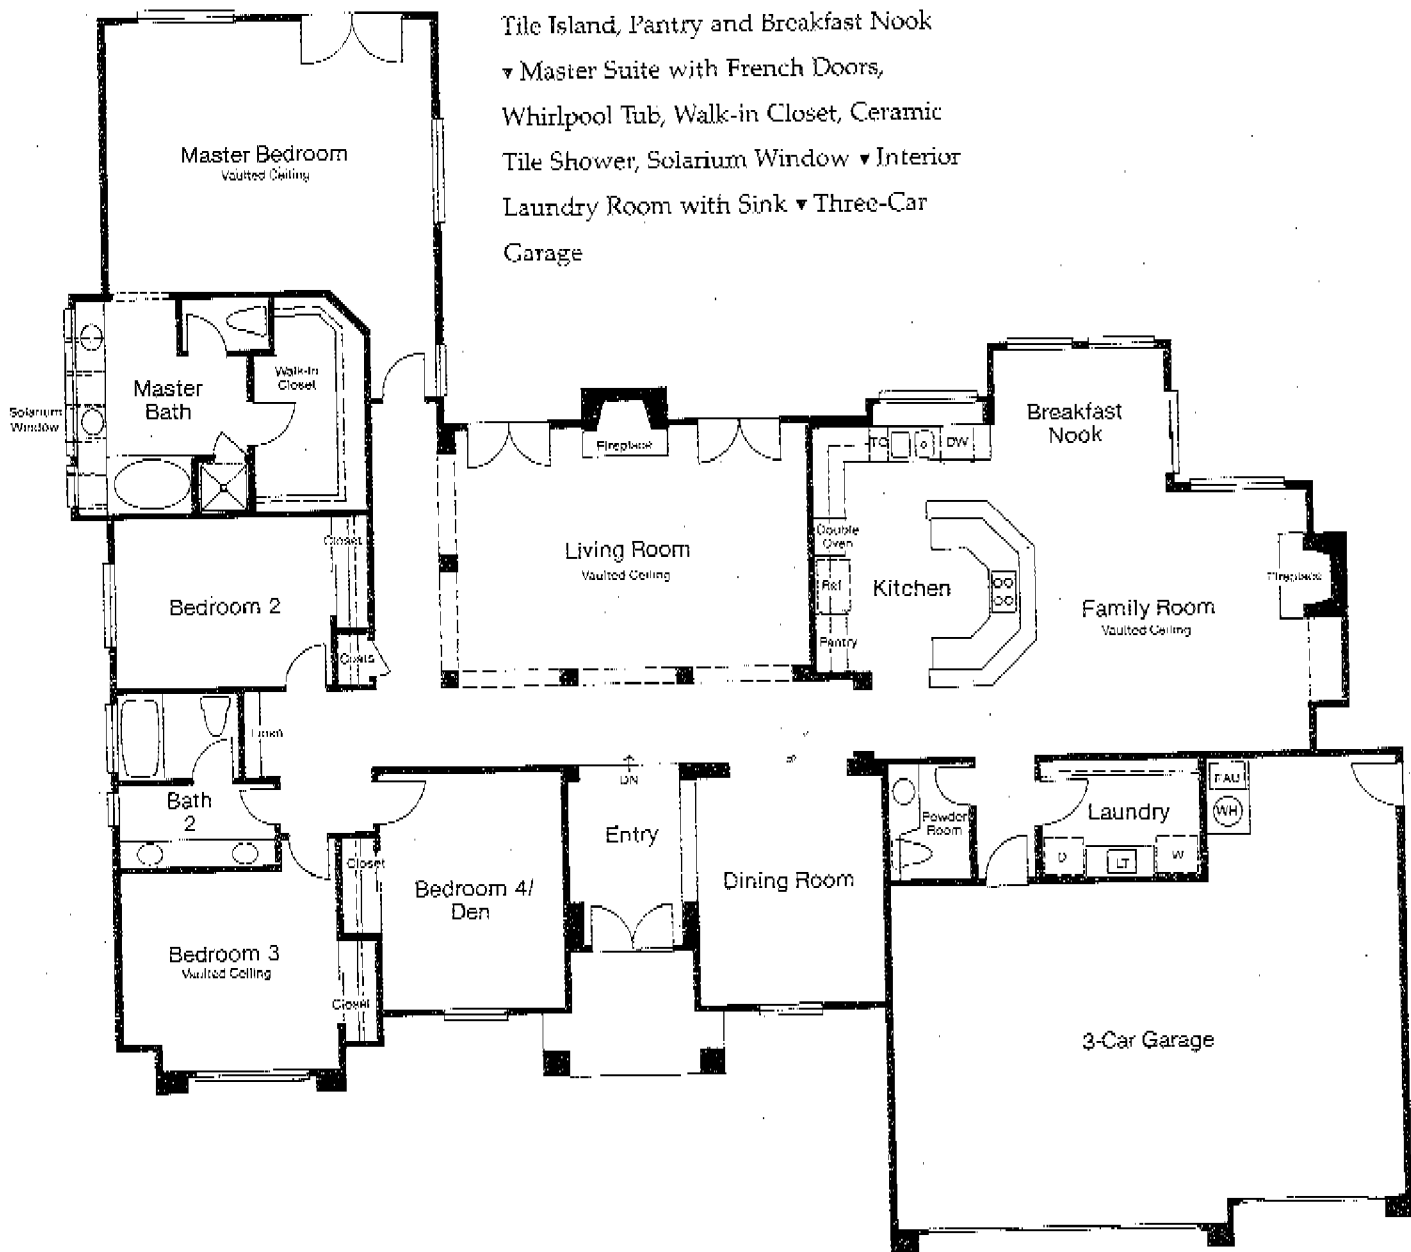 Tile Island, Pantry and Breakfast Nook
▾ Master Suite with French Doors,
Whirlpool Tub, Walk-in Closet, Ceramic
Tile Shower, Solarium Window ▾ Interior
Laundry Room with Sink ▾ Three-Car
Garage
Master Bedroom
Vaulted Ceiling
Walk-In
Closet
Master
Bath
Solarium
Window
Fireplace
Breakfast
Nook
TC
DW
Closet
Living Room
Vaulted Ceiling
Double
Oven
Ref
Kitchen
Pantry
Family Room
Vaulted Ceiling
Fireplace
Bedroom 2
Coats
Linen
DN
Bath
2
Entry
Powder
Room
Laundry
FAU
WH
D
LT
W
Closet
Bedroom 4/
Den
Dining Room
Bedroom 3
Vaulted Ceiling
Closet
3-Car Garage